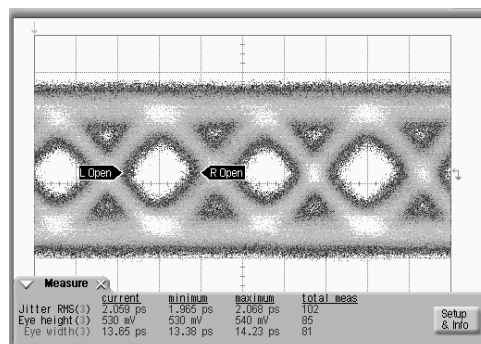 L Open R Open
Measure
current minimum maximum total meas
Jitter RMS(3) 2.059 ps 1.965 ps 2.068 ps 102
Eye height(3) 530 mV 530 mV 540 mV 85
Eye width(3) 13.65 ps 13.38 ps 14.23 ps 81
Setup
& Info